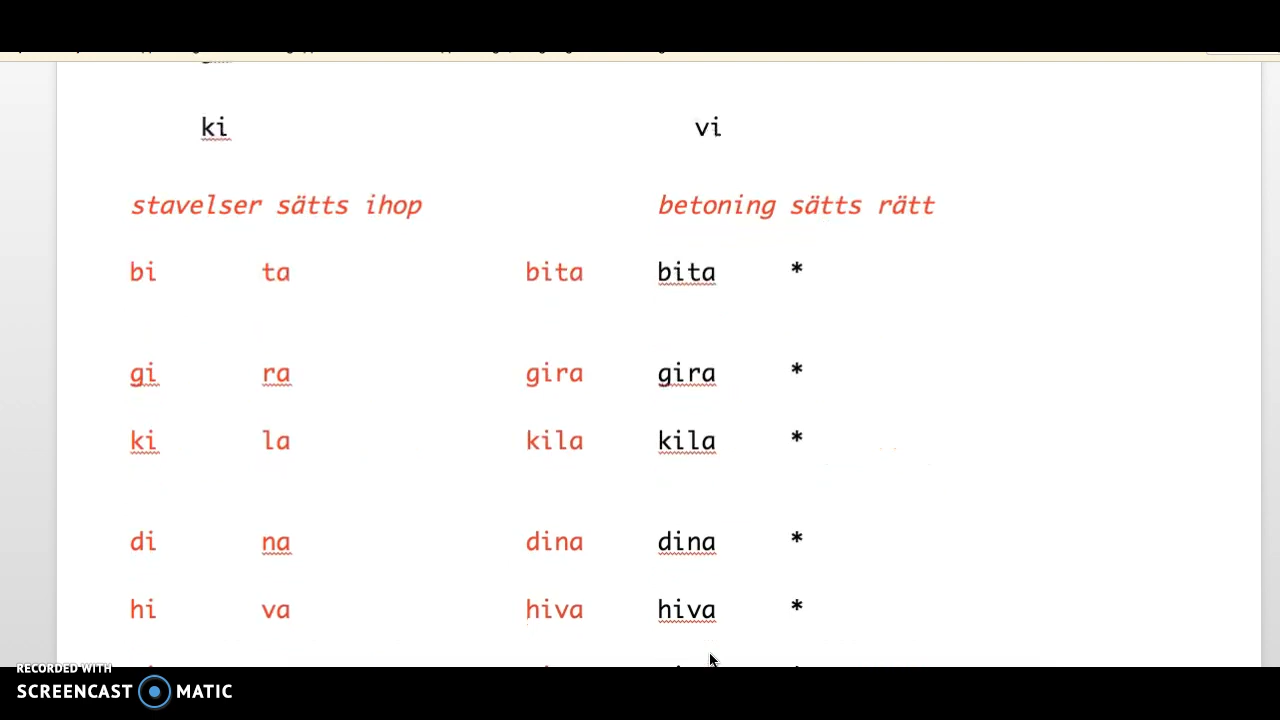 ki vi
stavelser sätts ihop betoning sätts rätt
bi ta bita bita *
gi ra gira gira *
ki la kila kila *
di na dina dina *
hi va hiva hiva *
RECORDED WITH
SCREENCAST MATIC